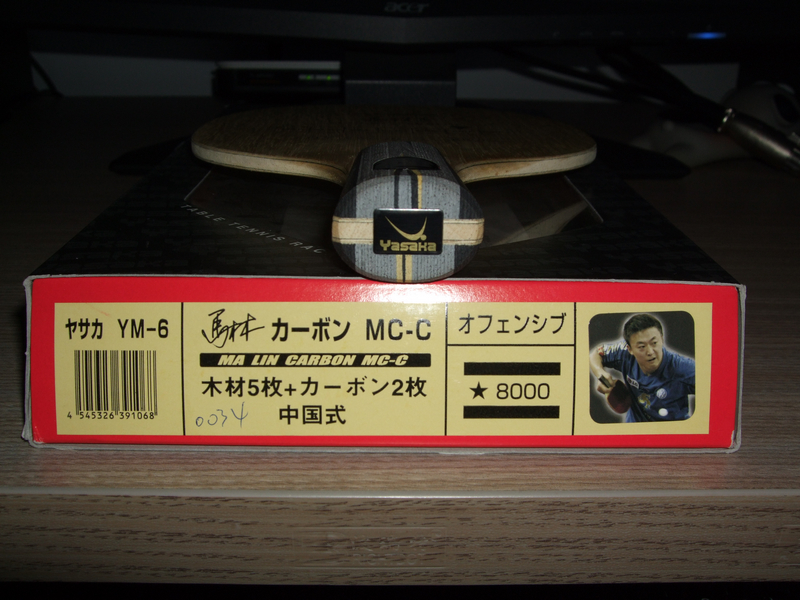 acer
TABLE TENNIS RAC
Yasaka
ヤサカ YM-6
4 545326 391068
馬林 カーボン MC-C
MA LIN CARBON MC-C
木材5枚+カーボン2枚
0034
中国式
オフェンシブ
★ 8000